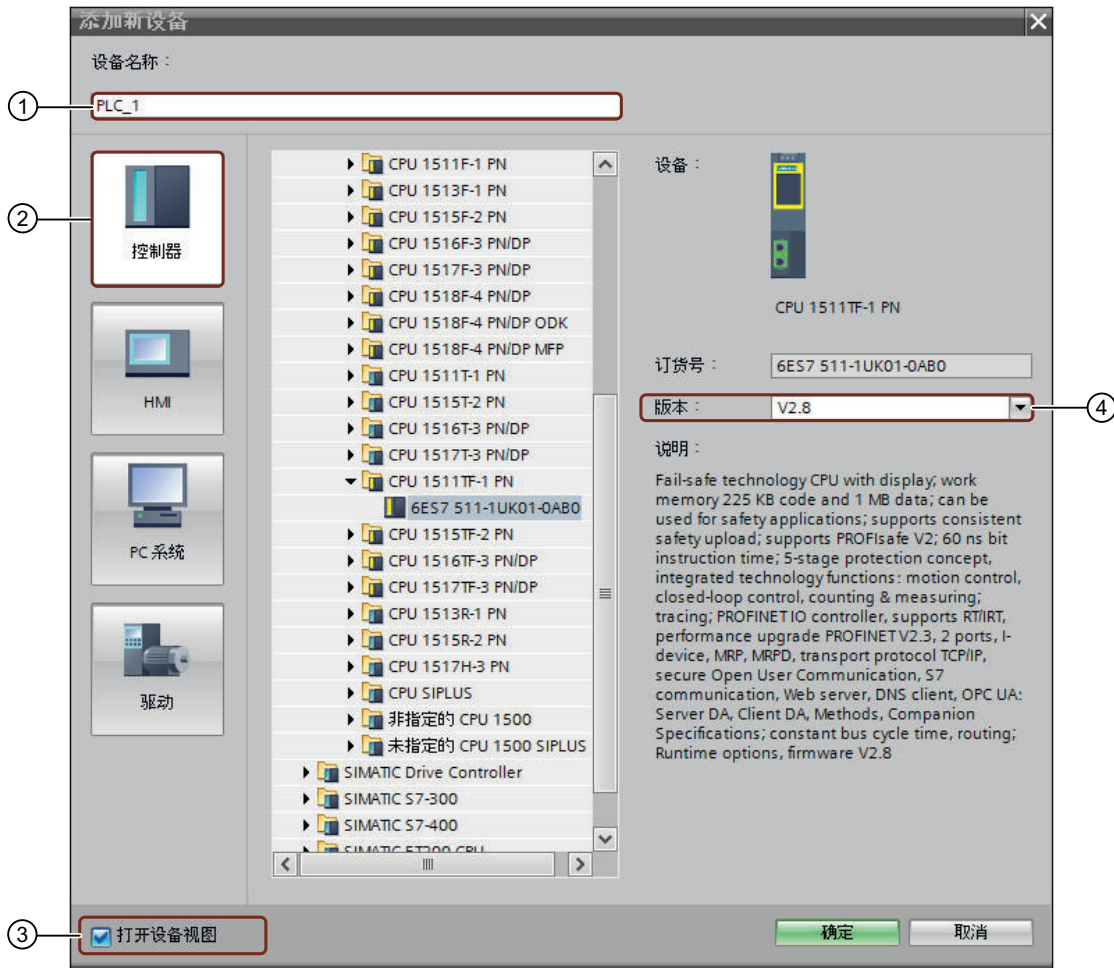 添加新设备
设备名称：
①
PLC_1
②
控制器
HMI
PC 系统
驱动
CPU 1511F-1 PN
CPU 1513F-1 PN
CPU 1515F-2 PN
CPU 1516F-3 PN/DP
CPU 1517F-3 PN/DP
CPU 1518F-4 PN/DP
CPU 1518F-4 PN/DP ODK
CPU 1518F-4 PN/DP MFP
CPU 1511T-1 PN
CPU 1515T-2 PN
CPU 1516T-3 PN/DP
CPU 1517T-3 PN/DP
CPU 1511TF-1 PN
6ES7 511-1UK01-0AB0
CPU 1515TF-2 PN
CPU 1516TF-3 PN/DP
CPU 1517TF-3 PN/DP
CPU 1513R-1 PN
CPU 1515R-2 PN
CPU 1517H-3 PN
CPU SIPLUS
非指定的 CPU 1500
未指定的 CPU 1500 SIPLUS
SIMATIC Drive Controller
SIMATIC S7-300
SIMATIC S7-400
SIMATIC ET200 CPU
设备：
CPU 1511TF-1 PN
订货号：
6ES7 511-1UK01-0AB0
版本：
V2.8
④
说明：
Fail-safe technology CPU with display; work
memory 225 KB code and 1 MB data; can be
used for safety applications; supports consistent
safety upload; supports PROFIsafe V2; 60 ns bit
instruction time; 5-stage protection concept,
integrated technology functions: motion control,
closed-loop control, counting & measuring;
tracing; PROFINET IO controller, supports RT/IRT,
performance upgrade PROFINET V2.3, 2 ports, I-
device, MRP, MRPD, transport protocol TCP/IP,
secure Open User Communication, S7
communication, Web server, DNS client, OPC UA:
Server DA, Client DA, Methods, Companion
Specifications; constant bus cycle time, routing;
Runtime options, firmware V2.8
③
打开设备视图
确定
取消